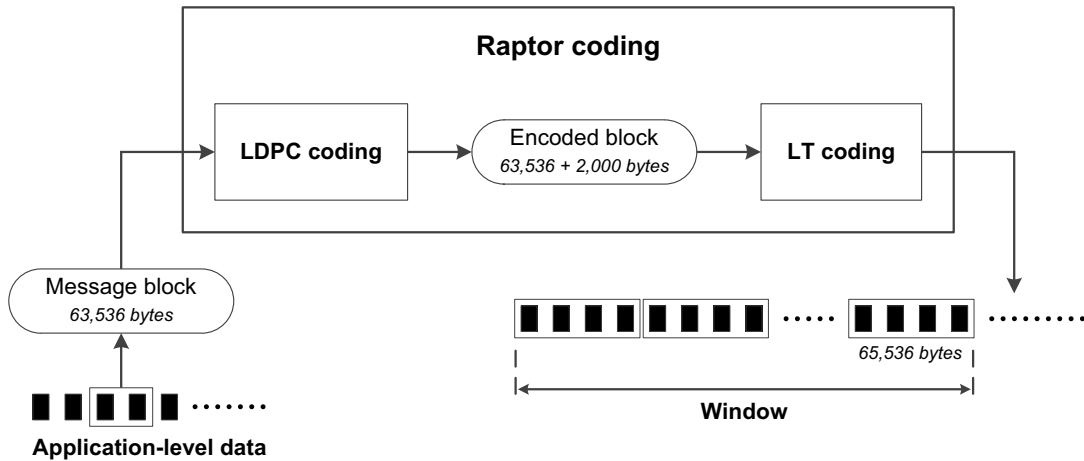 Raptor coding
LDPC coding
Encoded block
63,536 + 2,000 bytes
LT coding
Message block
63,536 bytes
65,536 bytes
Window
Application-level data